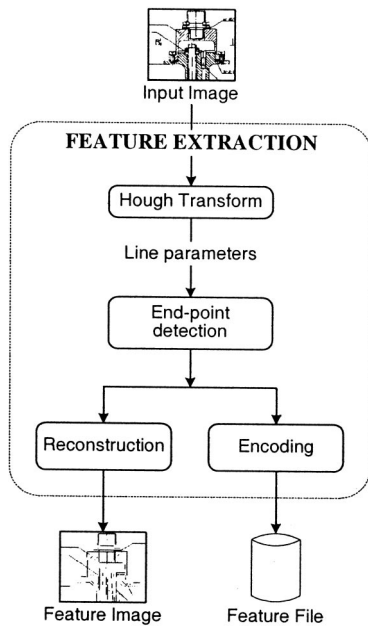 Input Image
FEATURE EXTRACTION
Hough Transform
Line parameters
End-point
detection
Reconstruction
Encoding
Feature Image
Feature File